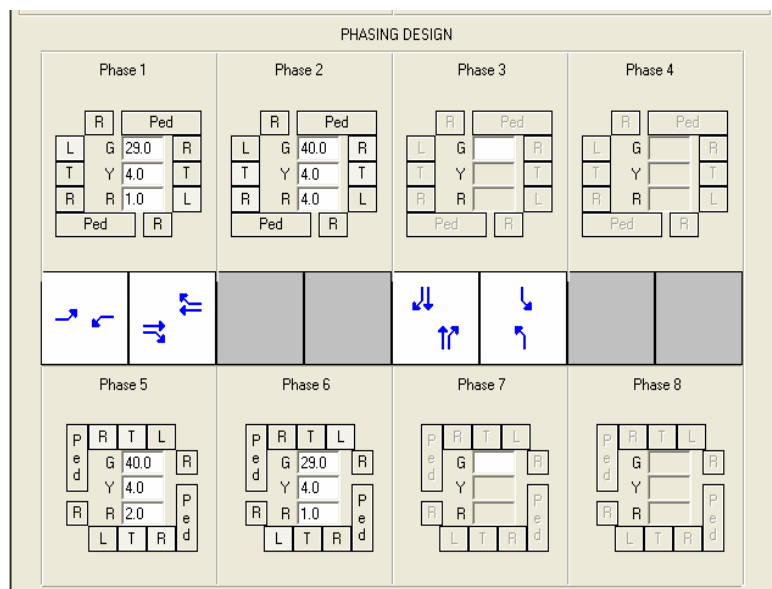 PHASING DESIGN
Phase 1 Phase 2 Phase 3 Phase 4
R Ped R Ped R Ped R Ped
L G 29.0 R L G 40.0 R L G R L G R
T Y 4.0 T T Y 4.0 T T Y T T Y T
R R 1.0 L R R 4.0 L R R L R R L
Ped R Ped R Ped R Ped R
Phase 5 Phase 6 Phase 7 Phase 8
Ped R T L Ped R T L Ped R T L Ped R T L
G 40.0 R G 29.0 R G R G R
Y 4.0 Y 4.0 Y Y
R R 2.0 Ped R R 1.0 Ped R R Ped R R Ped
L T R L T R L T R L T R